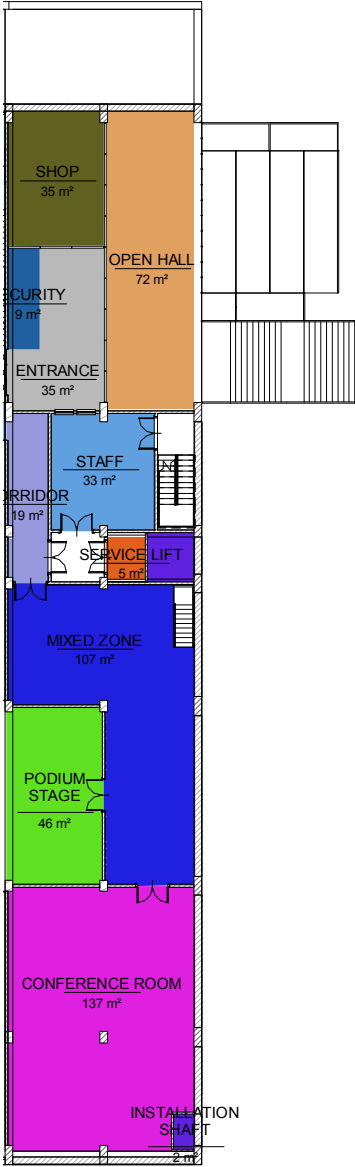 SHOP
35 m²
OPEN HALL
72 m²
CURITY
9 m²
ENTRANCE
35 m²
STAFF
33 m²
ORRIDOR
19 m²
SERVICE LIFT
5 m²
MIXED ZONE
107 m²
PODIUM
STAGE
46 m²
CONFERENCE ROOM
137 m²
INSTALLATION
SHAFT
2 m²